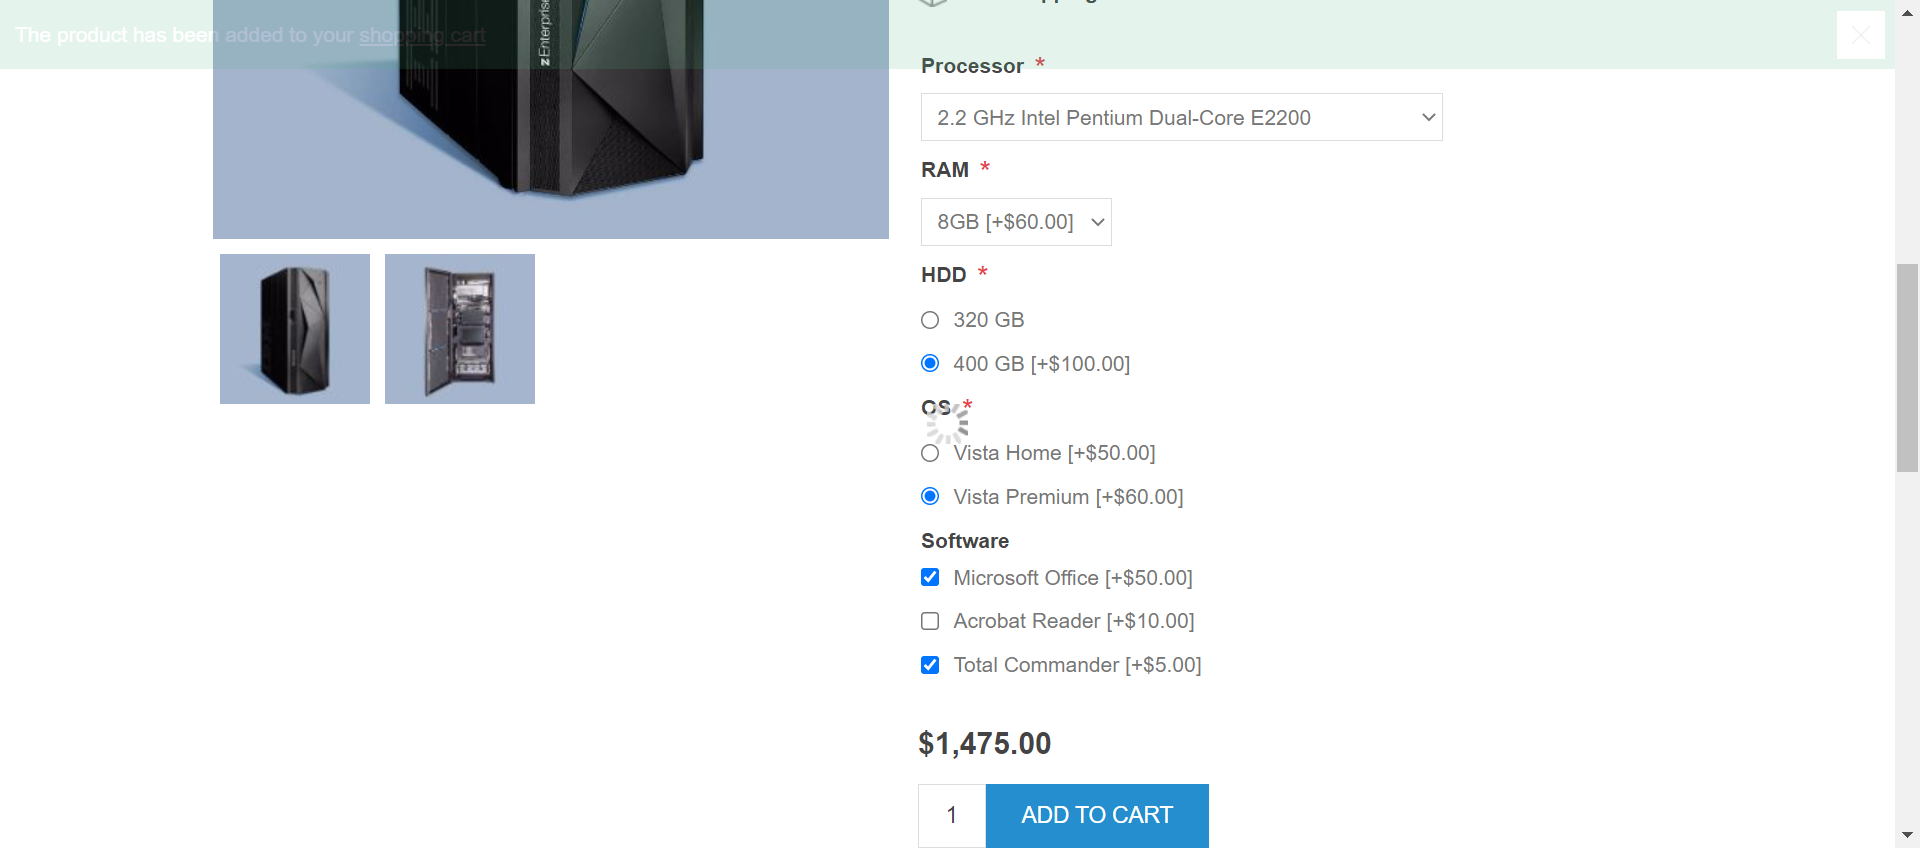 The product has been added to your shopping cart
zEnterprise
Processor *
2.2 GHz Intel Pentium Dual-Core E2200
RAM *
8GB [+$60.00]
HDD *
320 GB
400 GB [+$100.00]
OS *
Vista Home [+$50.00]
Vista Premium [+$60.00]
Software
Microsoft Office [+$50.00]
Acrobat Reader [+$10.00]
Total Commander [+$5.00]
$1,475.00
1 ADD TO CART